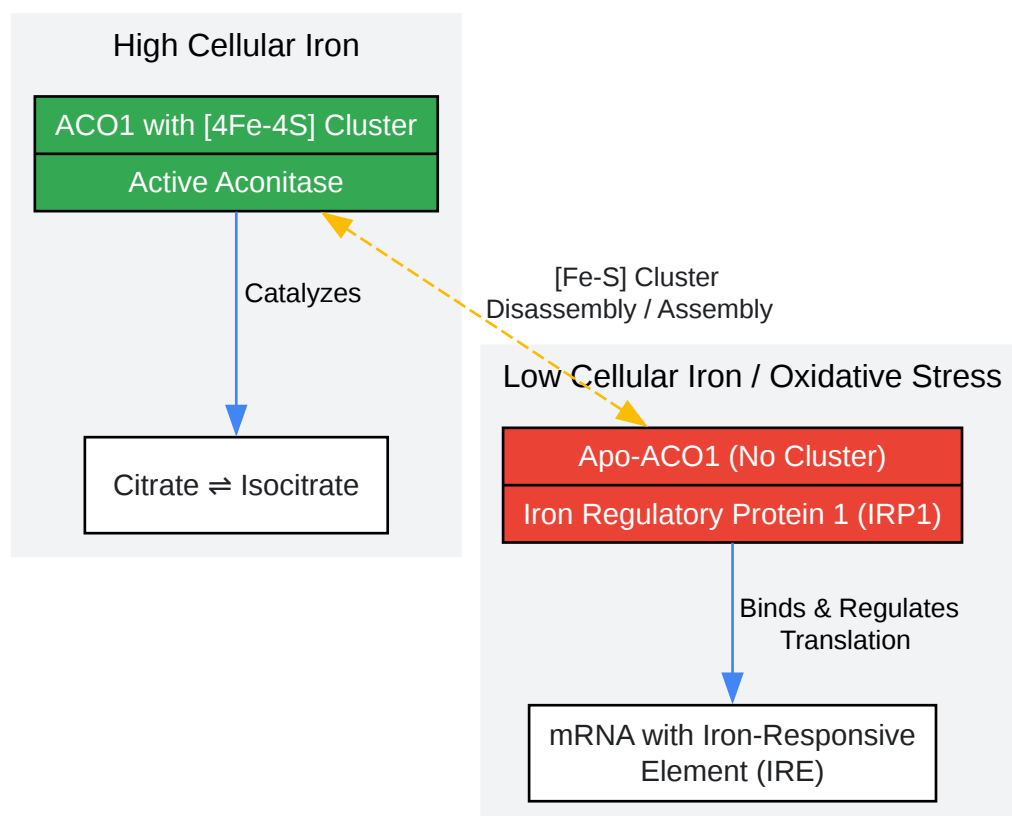 High Cellular Iron
ACO1 with [4Fe-4S] Cluster
Active Aconitase
Catalyzes
Citrate ⇌ Isocitrate
[Fe-S] Cluster
Disassembly / Assembly
Low Cellular Iron / Oxidative Stress
Apo-ACO1 (No Cluster)
Iron Regulatory Protein 1 (IRP1)
Binds & Regulates
Translation
mRNA with Iron-Responsive
Element (IRE)